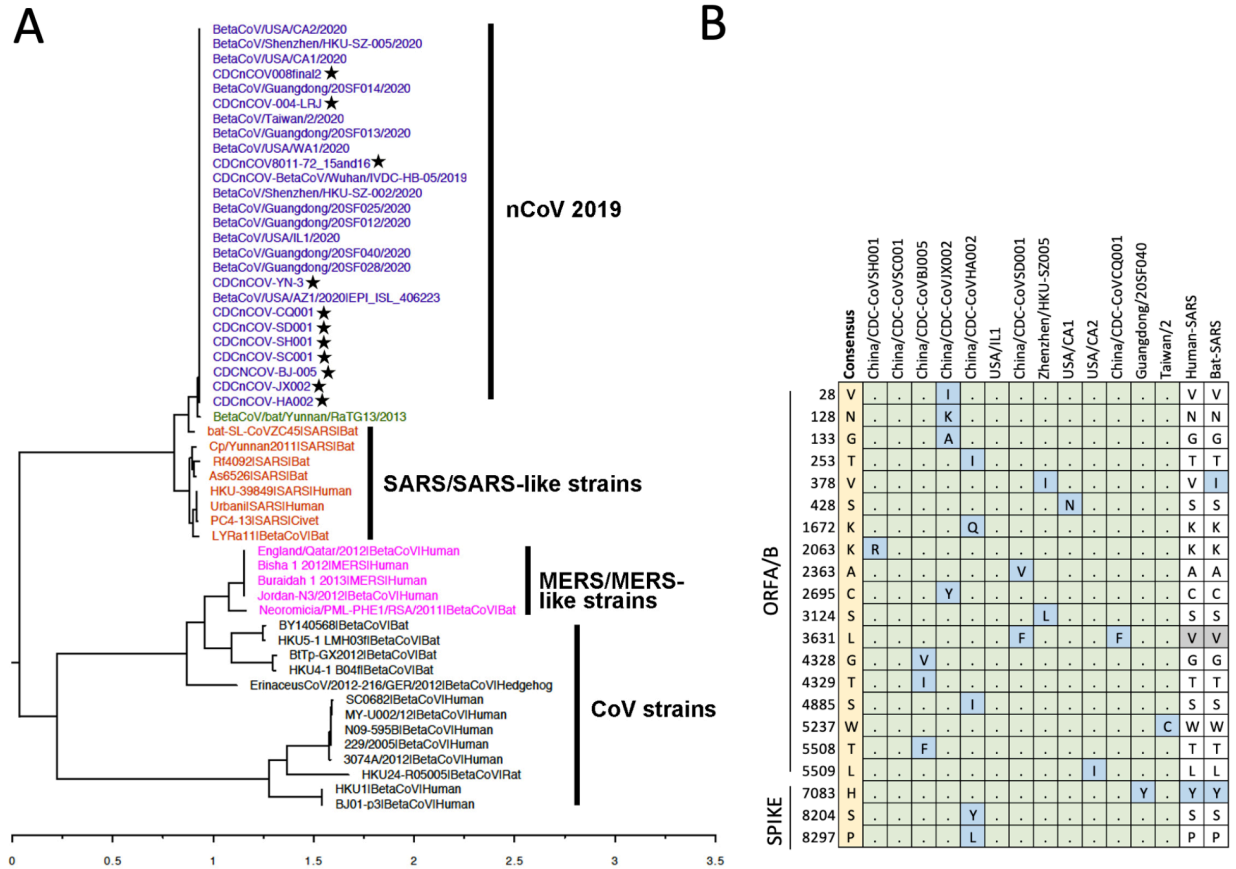 A
BetaCoV/USA/CA2/2020
BetaCoV/Shenzhen/HKU-SZ-005/2020
BetaCoV/USA/CA1/2020
CDCnCOV008final2★
BetaCoV/Guangdong/20SF014/2020
CDCnCOV-004-LRJ★
BetaCoV/Taiwan/2/2020
BetaCoV/Guangdong/20SF013/2020
BetaCoV/USA/WA1/2020
CDCnCOV8011-72_15and16★
CDCnCOV-BetaCoV/Wuhan/IVDC-HB-05/2019
BetaCoV/Shenzhen/HKU-SZ-002/2020
BetaCoV/Guangdong/20SF025/2020
BetaCoV/Guangdong/20SF012/2020
BetaCoV/USA/IL1/2020
BetaCoV/Guangdong/20SF040/2020
BetaCoV/Guangdong/20SF028/2020
CDCnCOV-YN-3★
BetaCoV/USA/AZ1/2020|EPI_ISL_406223
CDCnCOV-CQ001★
CDCnCOV-SD001★
CDCnCOV-SH001★
CDCnCOV-SC001★
CDCNCOV-BJ-005★
CDCnCOV-JX002★
CDCnCOV-HA002★
BetaCoV/bat/Yunnan/RaTG13/2013
bat-SL-CoVZC45|SARS|Bat
Cp/Yunnan2011|SARS|Bat
Rf4092|SARS|Bat
As6526|SARS|Bat
HKU-39849|SARS|Human
Urbani|SARS|Human
PC4-13|SARS|Civet
LYRa11|BetaCoV|Bat
England/Qatar/2012|BetaCoV|Human
Bisha 1 2012|MERS|Human
Buraidah 1 2013|MERS|Human
Jordan-N3/2012|BetaCoV|Human
Neoromicia/PML-PHE1/RSA/2011|BetaCoV|Bat
BY140568|BetaCoV|Bat
HKU5-1 LMH03f|BetaCoV|Bat
BtTp-GX2012|BetaCoV|Bat
HKU4-1 B04f|BetaCoV|Bat
ErinaceusCoV/2012-216/GER/2012|BetaCoV|Hedgehog
SC0682|BetaCoV|Human
MY-U002/12|BetaCoV|Human
N09-595B|BetaCoV|Human
229/2005|BetaCoV|Human
3074A/2012|BetaCoV|Human
HKU24-R05005I|BetaCoV|Rat
HKU1|BetaCoV|Human
BJ01-p3|BetaCoV|Human
nCoV 2019
SARS/SARS-like strains
MERS/MERS-
like strains
CoV strains
0 0.5 1 1.5 2 2.5 3 3.5
B
Consensus
China/CDC-CoVSH001
China/CDC-CoVSC001
China/CDC-CoVBJ005
China/CDC-CoVJX002
China/CDC-CoVHA002
USA/IL1
China/CDC-CoVSD001
Zhenzhen/HKU-SZ005
USA/CA1
USA/CA2
China/CDC-CoVCQ001
Guangdong/20SF040
Taiwan/2
Human-SARS
Bat-SARS
ORFA/B
28 V . . . I . . . . . . . . . V V
128 N . . . K . . . . . . . . . N N
133 G . . . A . . . . . . . . . G G
253 T . . . . I . . . . . . . . T T
378 V . . . . . . . I . . . . . V I
428 S . . . . . . . . N . . . . S S
1672 K . . . . Q . . . . . . . . K K
2063 K R . . . . . . . . . . . . K K
2363 A . . . . . . V . . . . . . A A
2695 C . . . Y . . . . . . . . . C C
3124 S . . . . . . . L . . . . . S S
3631 L . . . . . . F . . . F . . V V
4328 G . . V . . . . . . . . . . G G
4329 T . . I . . . . . . . . . . T T
4885 S . . . . I . . . . . . . . S S
5237 W . . . . . . . . . . . . C W W
5508 T . . F . . . . . . . . . . T T
5509 L . . . . . . . . . I . . . L L
SPIKE
7083 H . . . . . . . . . . . Y . Y Y
8204 S . . . . Y . . . . . . . . S S
8297 P . . . . L . . . . . . . . P P